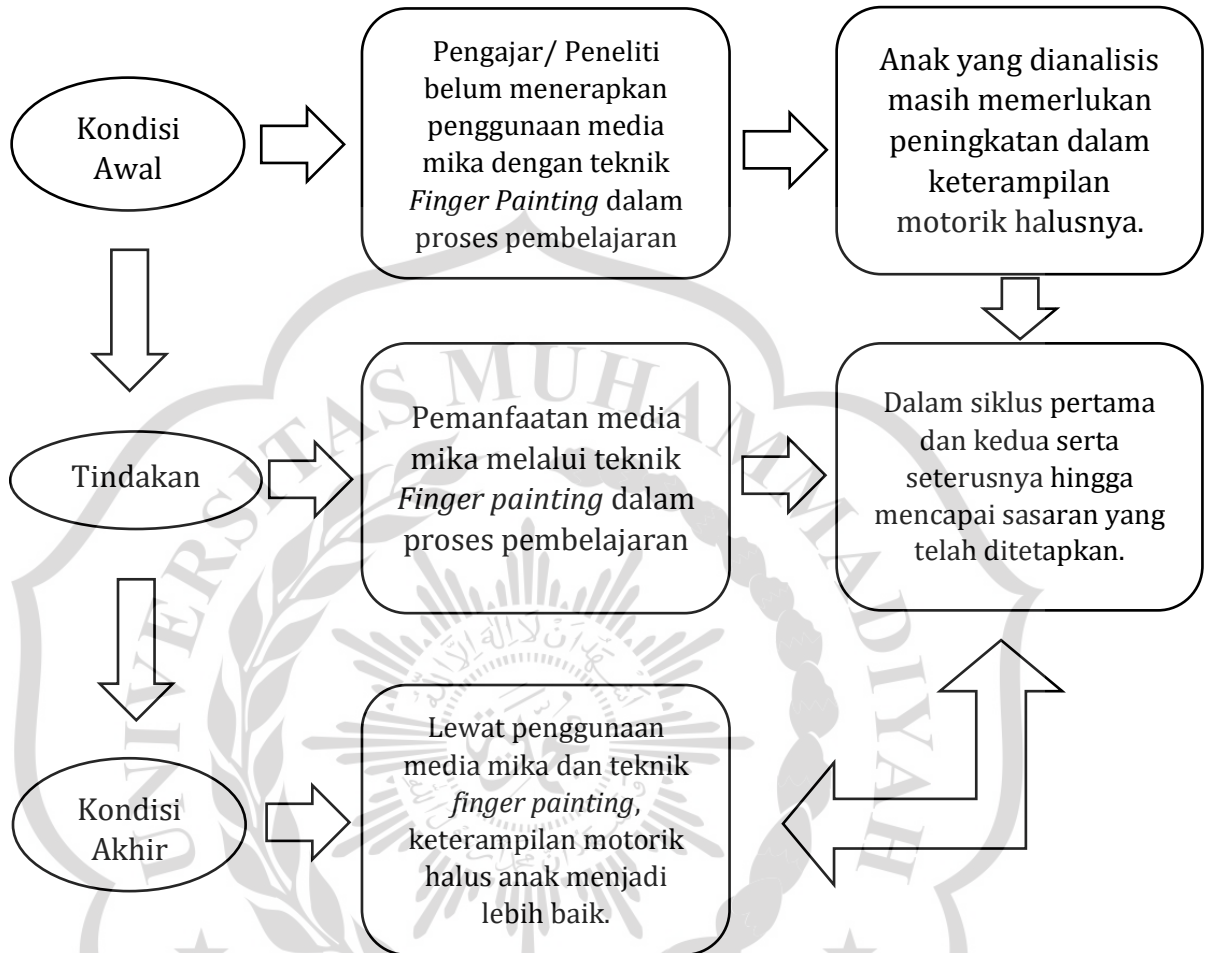 Kondisi
Awal
Pengajar/ Peneliti
belum menerapkan
penggunaan media
mika dengan teknik
Finger Painting dalam
proses pembelajaran
Anak yang dianalisis
masih memerlukan
peningkatan dalam
keterampilan
motorik halusnya.
Tindakan
Pemanfaatan media
mika melalui teknik
Finger painting dalam
proses pembelajaran
Dalam siklus pertama
dan kedua serta
seterusnya hingga
mencapai sasaran yang
telah ditetapkan.
Kondisi
Akhir
Lewat penggunaan
media mika dan teknik
finger painting,
keterampilan motorik
halus anak menjadi
lebih baik.
UNIVERSITAS MUHAMMADIYAH